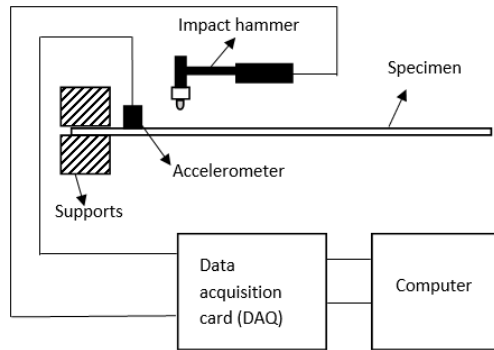 Impact hammer
Specimen
Accelerometer
Supports
Data
acquisition
card (DAQ)
Computer